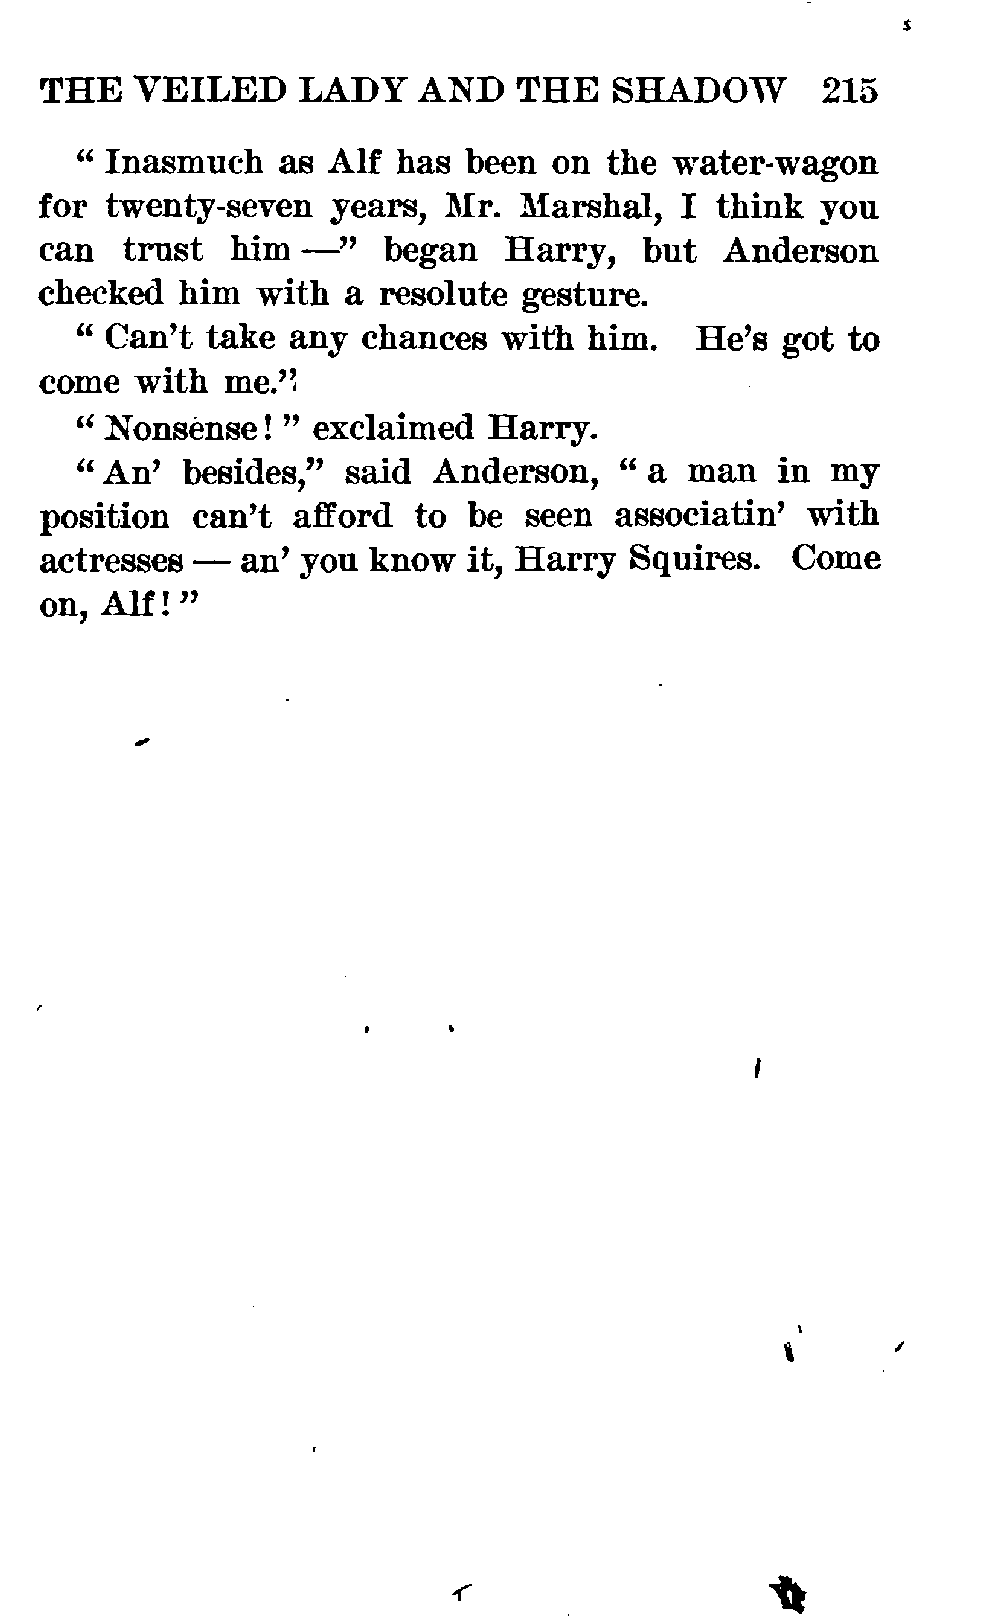 THE VEILED LADY AND THE SHADOW 215
“ Inasmuch as Alf has been on the water-wagon
for twenty-seven years, Mr. Marshal, I think you
can trust him —” began Harry, but Anderson
checked him with a resolute gesture.
“ Can’t take any chances with him. He’s got to
come with me.”
“ Nonsense! ” exclaimed Harry.
“ An’ besides,” said Anderson, “ a man in my
position can’t afford to be seen associatin’ with
actresses — an’ you know it, Harry Squires. Come
on, Alf! ”